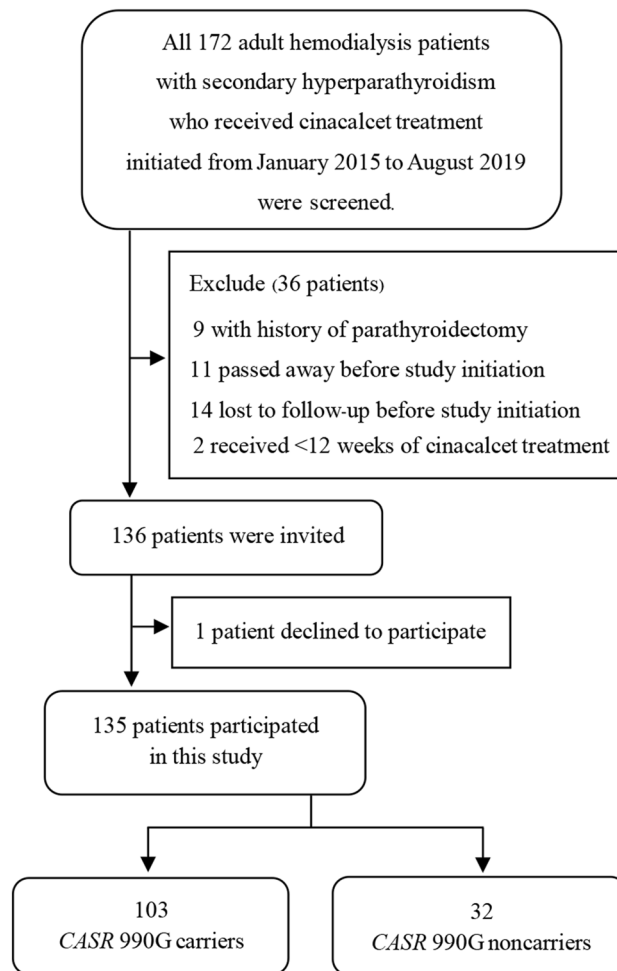 All 172 adult hemodialysis patients
with secondary hyperparathyroidism
who received cinacalcet treatment
initiated from January 2015 to August 2019
were screened.
Exclude (36 patients)
9 with history of parathyroidectomy
11 passed away before study initiation
14 lost to follow-up before study initiation
2 received <12 weeks of cinacalcet treatment
136 patients were invited
1 patient declined to participate
135 patients participated
in this study
103
CASR 990G carriers
32
CASR 990G noncarriers